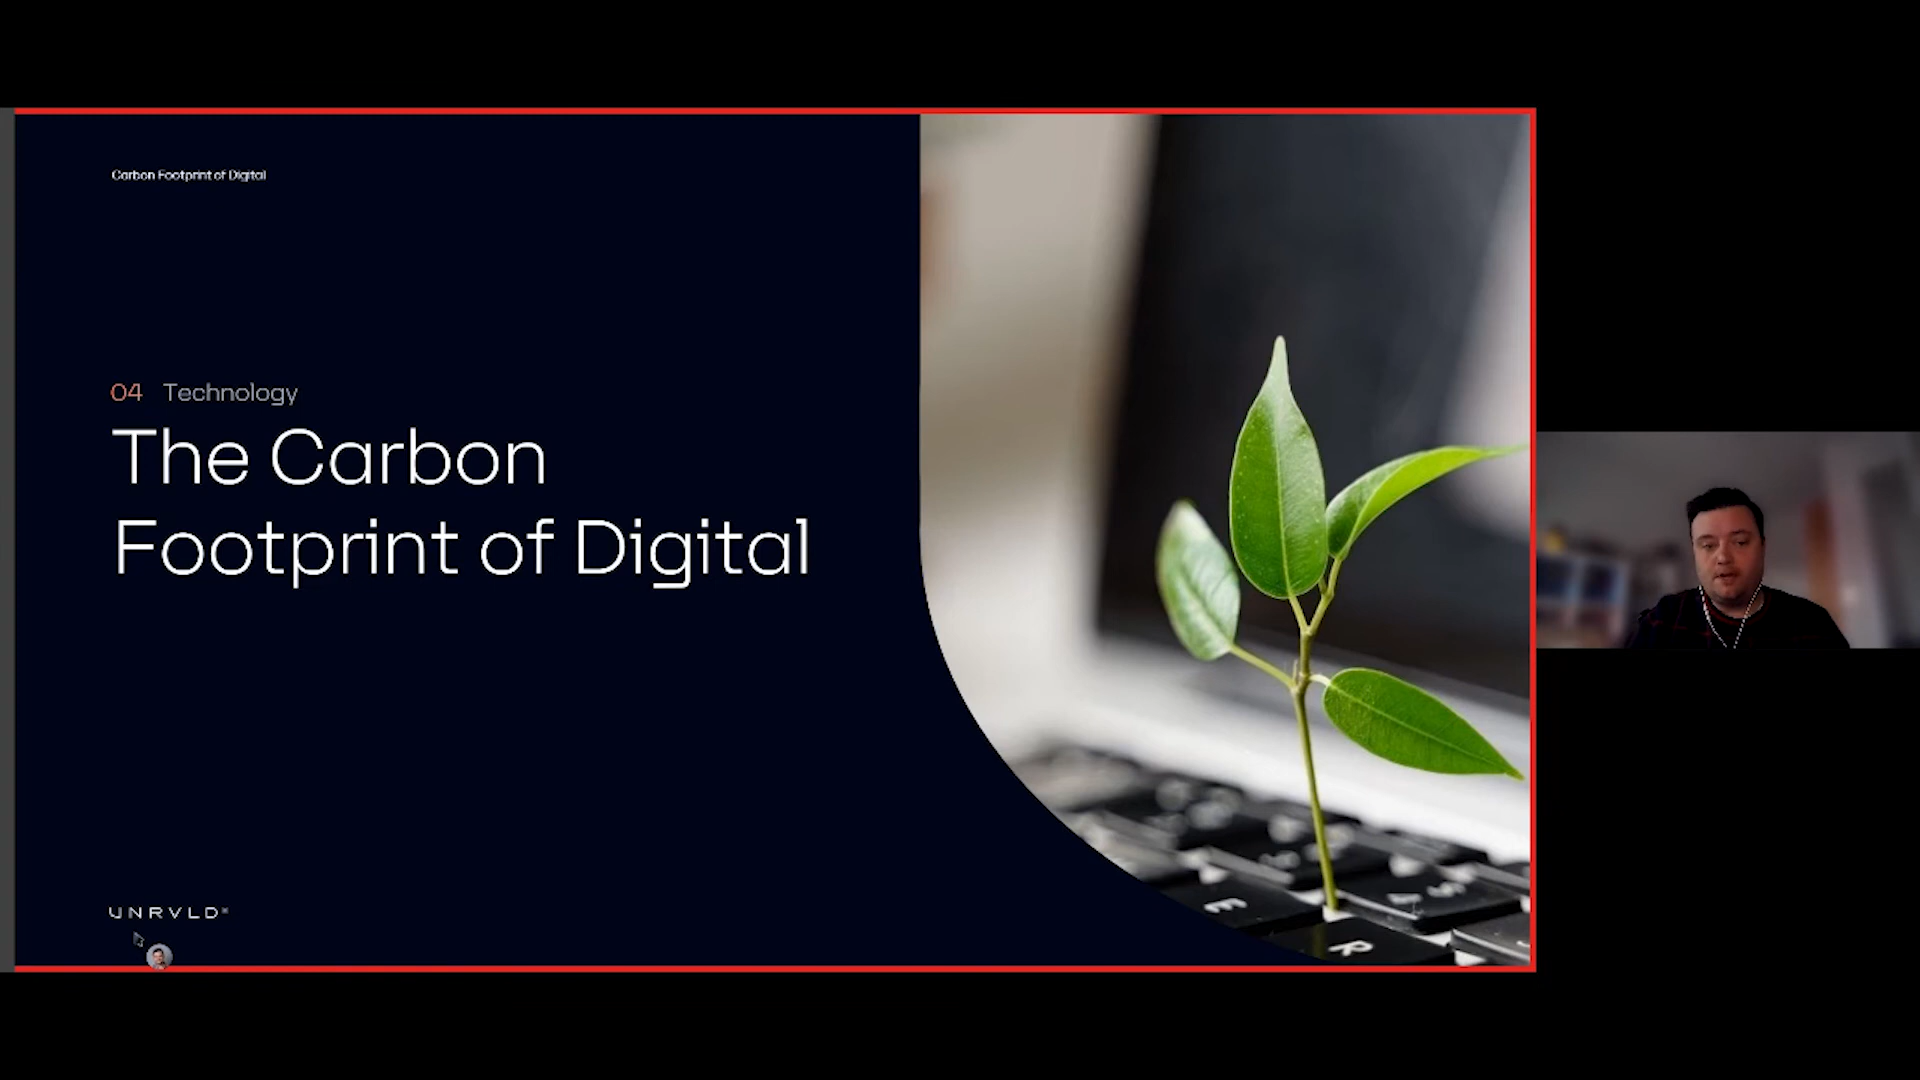 Carbon Footprint of Digital
04 Technology
The Carbon
Footprint of Digital
UNRVLD
E
R